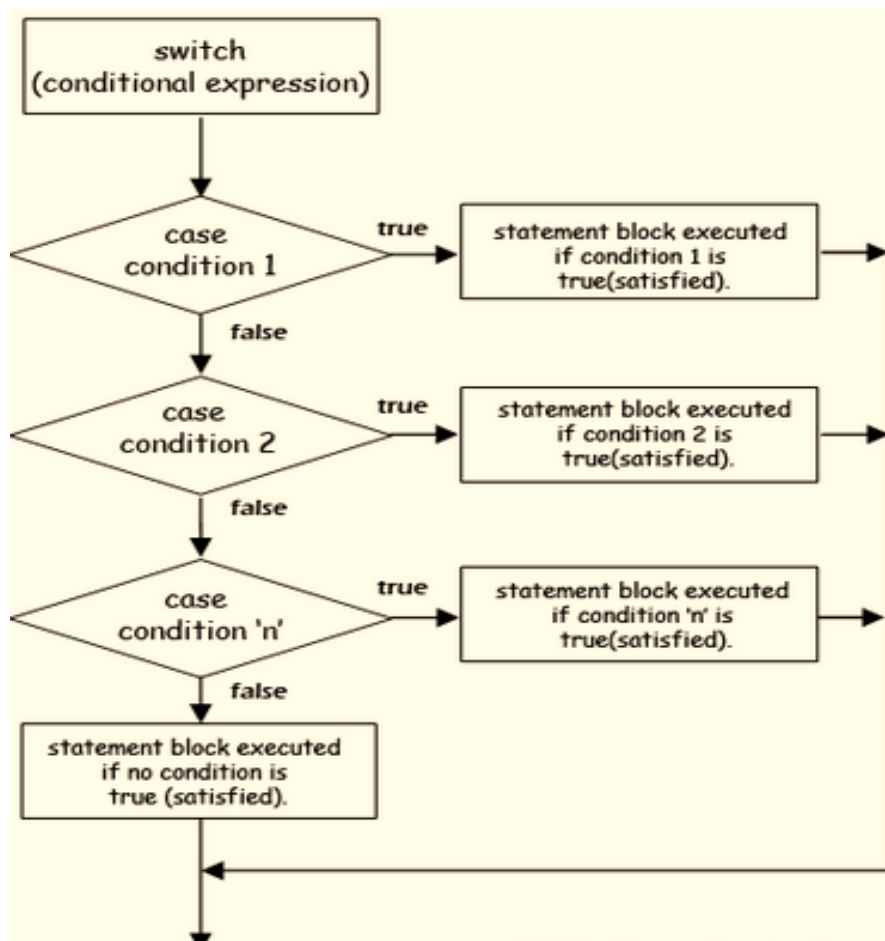 switch
(conditional expression)
case
condition 1
true
statement block executed
if condition 1 is
true(satisfied).
false
case
condition 2
true
statement block executed
if condition 2 is
true(satisfied).
false
case
condition 'n'
true
statement block executed
if condition 'n' is
true(satisfied).
false
statement block executed
if no condition is
true (satisfied).